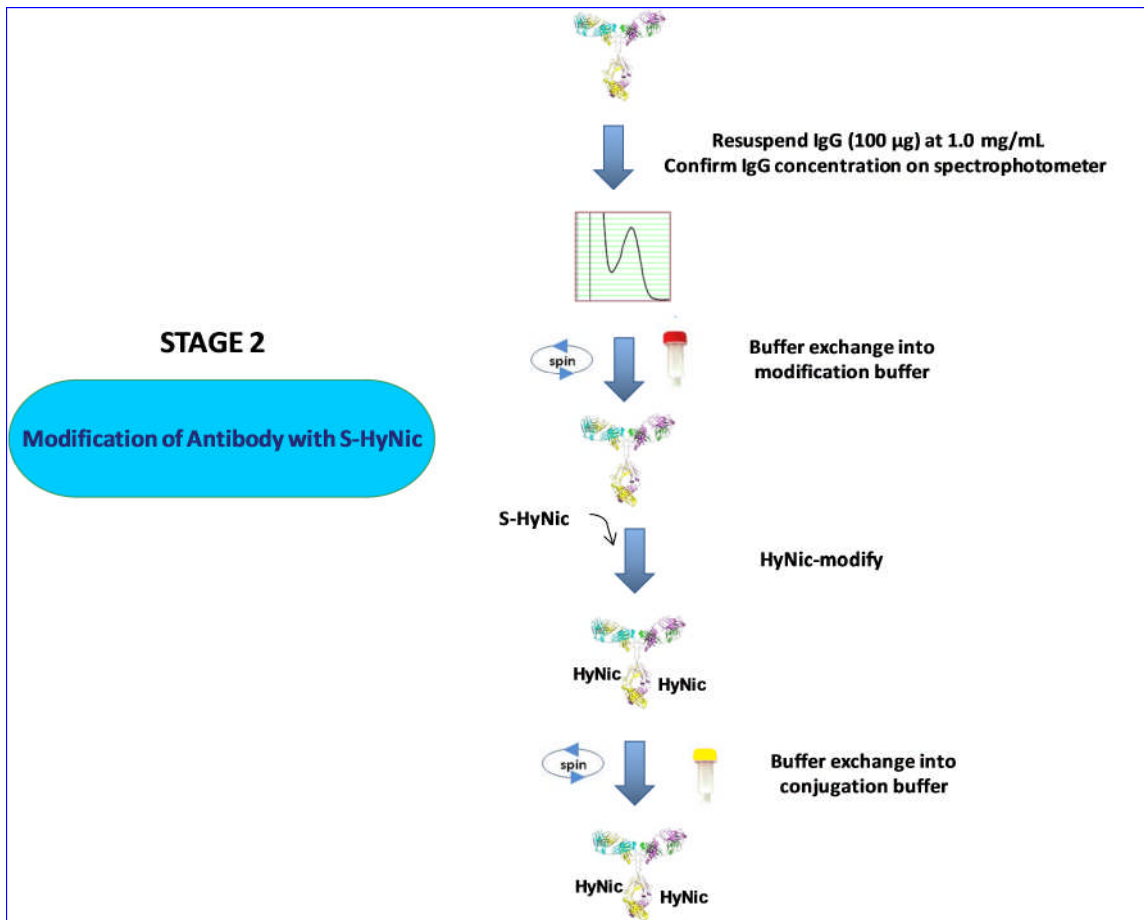 Resuspend IgG (100 µg) at 1.0 mg/mL
Confirm IgG concentration on spectrophotometer
STAGE 2
Modification of Antibody with S-HyNic
spin
Buffer exchange into
modification buffer
S-HyNic
HyNic-modify
HyNic
HyNic
spin
Buffer exchange into
conjugation buffer
HyNic
HyNic